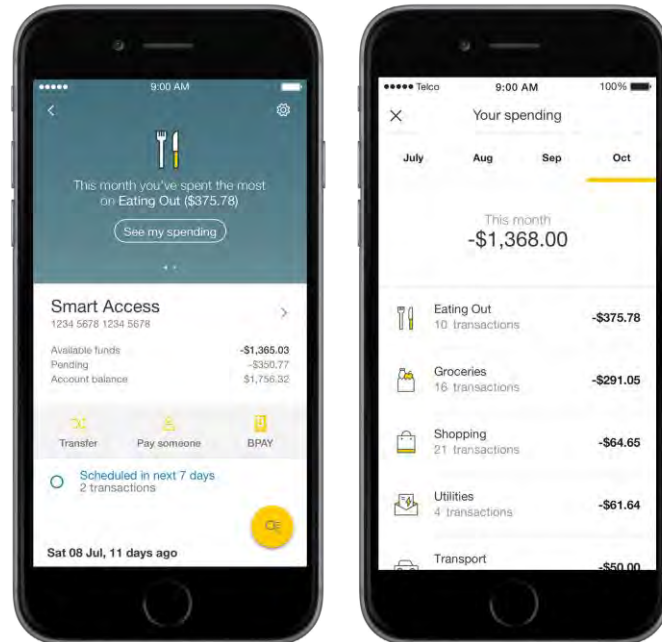 9:00 AM
This month you've spent the most
on Eating Out ($375.78)
See my spending
Smart Access
1234 5678 1234 5678
Available funds -$1,365.03
Pending -$350.77
Account balance $1,756.32
Transfer Pay someone BPAY
Scheduled in next 7 days
2 transactions
Sat 08 Jul, 11 days ago
Telco 9:00 AM 100%
Your spending
July Aug Sep Oct
This month
-$1,368.00
Eating Out
10 transactions
-$375.78
Groceries
16 transactions
-$291.05
Shopping
21 transactions
-$64.65
Utilities
4 transactions
-$61.64
Transport
-$50.00